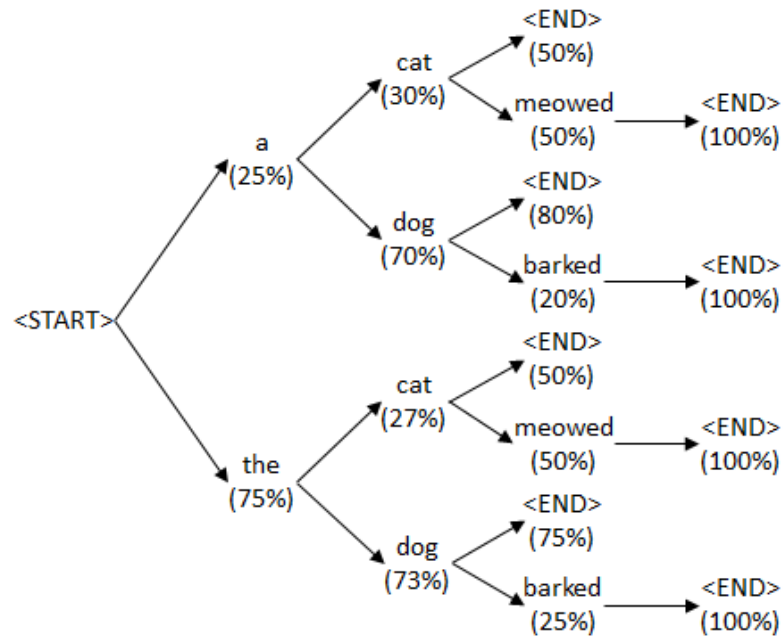 <END>
(50%)
cat
(30%)
meowed
(50%)
<END>
(100%)
a
(25%)
<END>
(80%)
dog
(70%)
barked
(20%)
<END>
(100%)
<START>
<END>
(50%)
cat
(27%)
meowed
(50%)
<END>
(100%)
the
(75%)
<END>
(75%)
dog
(73%)
barked
(25%)
<END>
(100%)